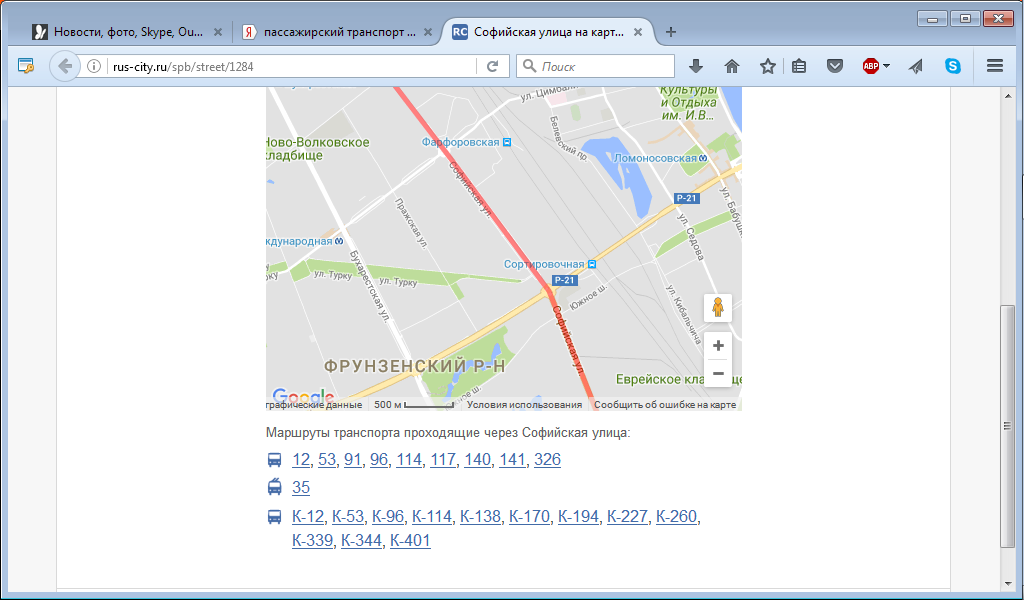 Новости, фото, Skype, Ou...
пассажирский транспорт ...
Софийская улица на карт...
rus-city.ru/spb/street/1284
Поиск
ABP
ул. Цимбали
Культуры
и Отдыха
им. И.В...
Ново-Волковское
кладбище
Фарфоровская
Белевский пр.
Ломоносовская
Софийская ул.
Р-21
Пражская ул.
ул. Седова
ул. Бабушк
ждународная
Бухарестская ул.
Сортировочная
ул. Турку
ул. Турку
Р-21
Южное ш.
ул. Кибальчича
Софийская ул.
ФРУНЗЕНСКИЙ Р-Н
Еврейское кла
ще
Google
графические данные 500 м Условия использования Сообщить об ошибке на карте
Маршруты транспорта проходящие через Софийская улица:
12, 53, 91, 96, 114, 117, 140, 141, 326
35
К-12, К-53, К-96, К-114, К-138, К-170, К-194, К-227, К-260,
К-339, К-344, К-401